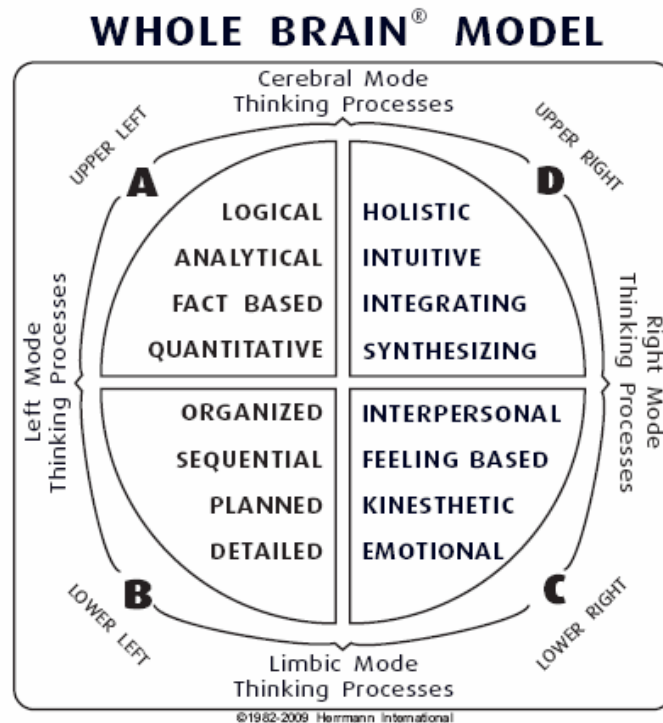 WHOLE BRAIN® MODEL
Cerebral Mode
Thinking Processes
UPPER LEFT
UPPER RIGHT
A
D
LOGICAL
ANALYTICAL
FACT BASED
QUANTITATIVE
HOLISTIC
INTUITIVE
INTEGRATING
SYNTHESIZING
Left Mode
Thinking Processes
Right Mode
Thinking Processes
ORGANIZED
SEQUENTIAL
PLANNED
DETAILED
INTERPERSONAL
FEELING BASED
KINESTHETIC
EMOTIONAL
B
C
LOWER LEFT
LOWER RIGHT
Limbic Mode
Thinking Processes
©1982-2009 Herrmann International